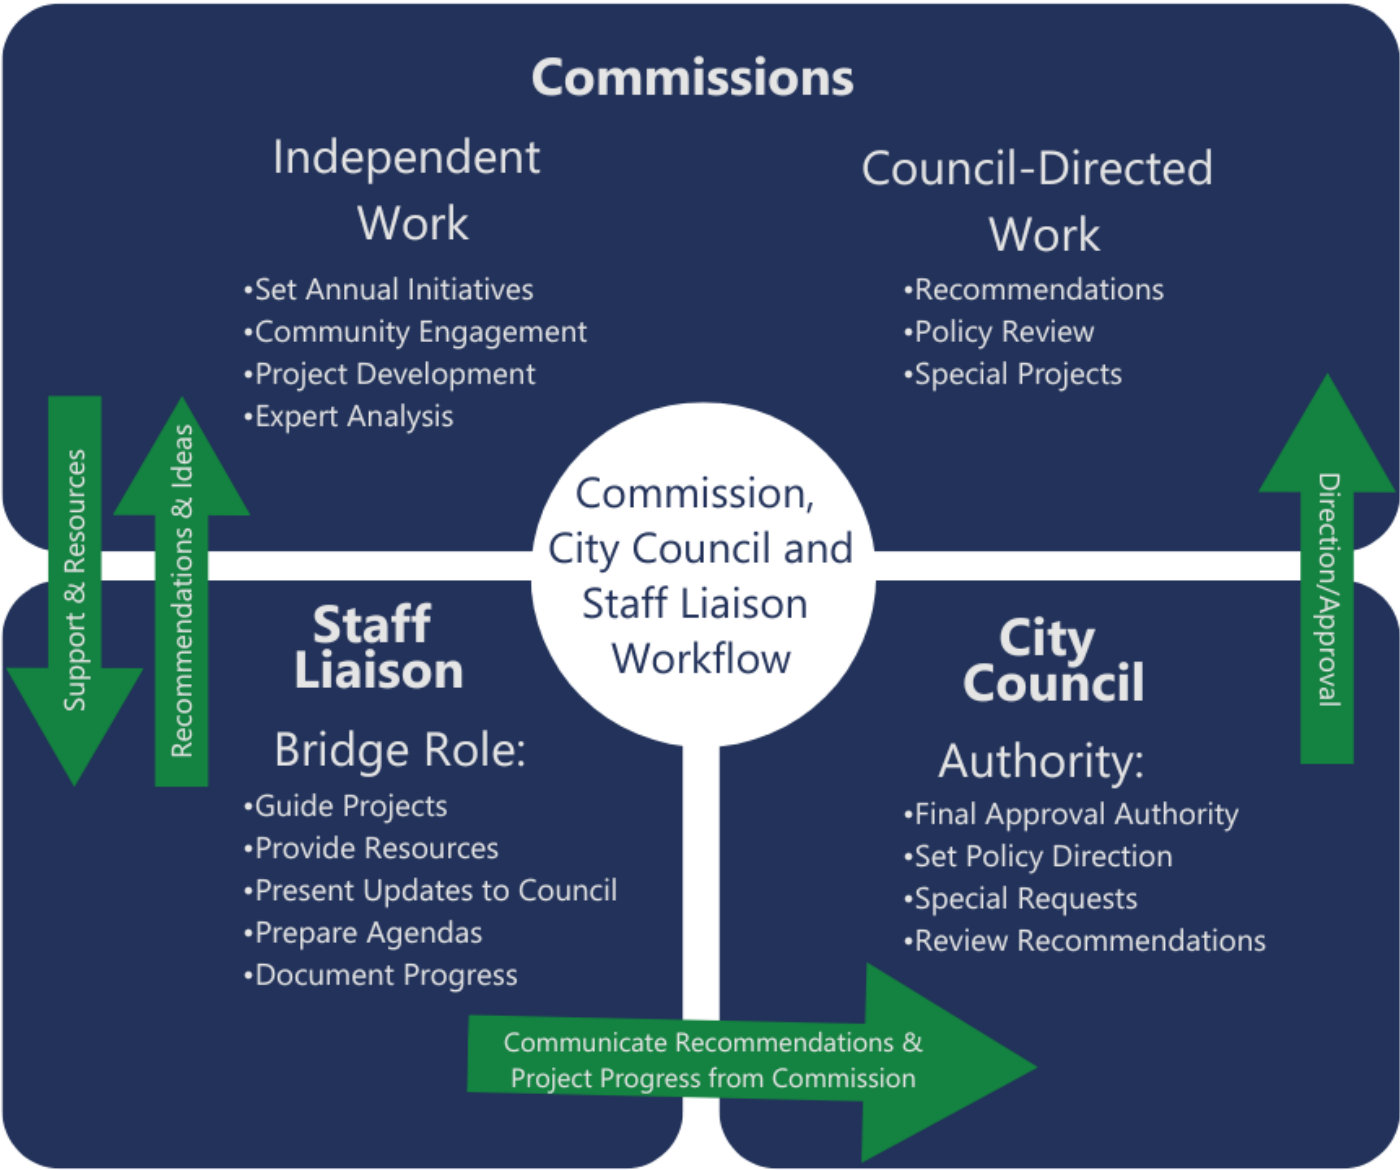 Commissions
Independent
Work
•Set Annual Initiatives
•Community Engagement
•Project Development
•Expert Analysis
Council-Directed
Work
•Recommendations
•Policy Review
•Special Projects
Support & Resources
Recommendations & Ideas
Commission,
City Council and
Staff Liaison
Workflow
Direction/Approval
Staff
Liaison
Bridge Role:
•Guide Projects
•Provide Resources
•Present Updates to Council
•Prepare Agendas
•Document Progress
City
Council
Authority:
•Final Approval Authority
•Set Policy Direction
•Special Requests
•Review Recommendations
Communicate Recommendations &
Project Progress from Commission